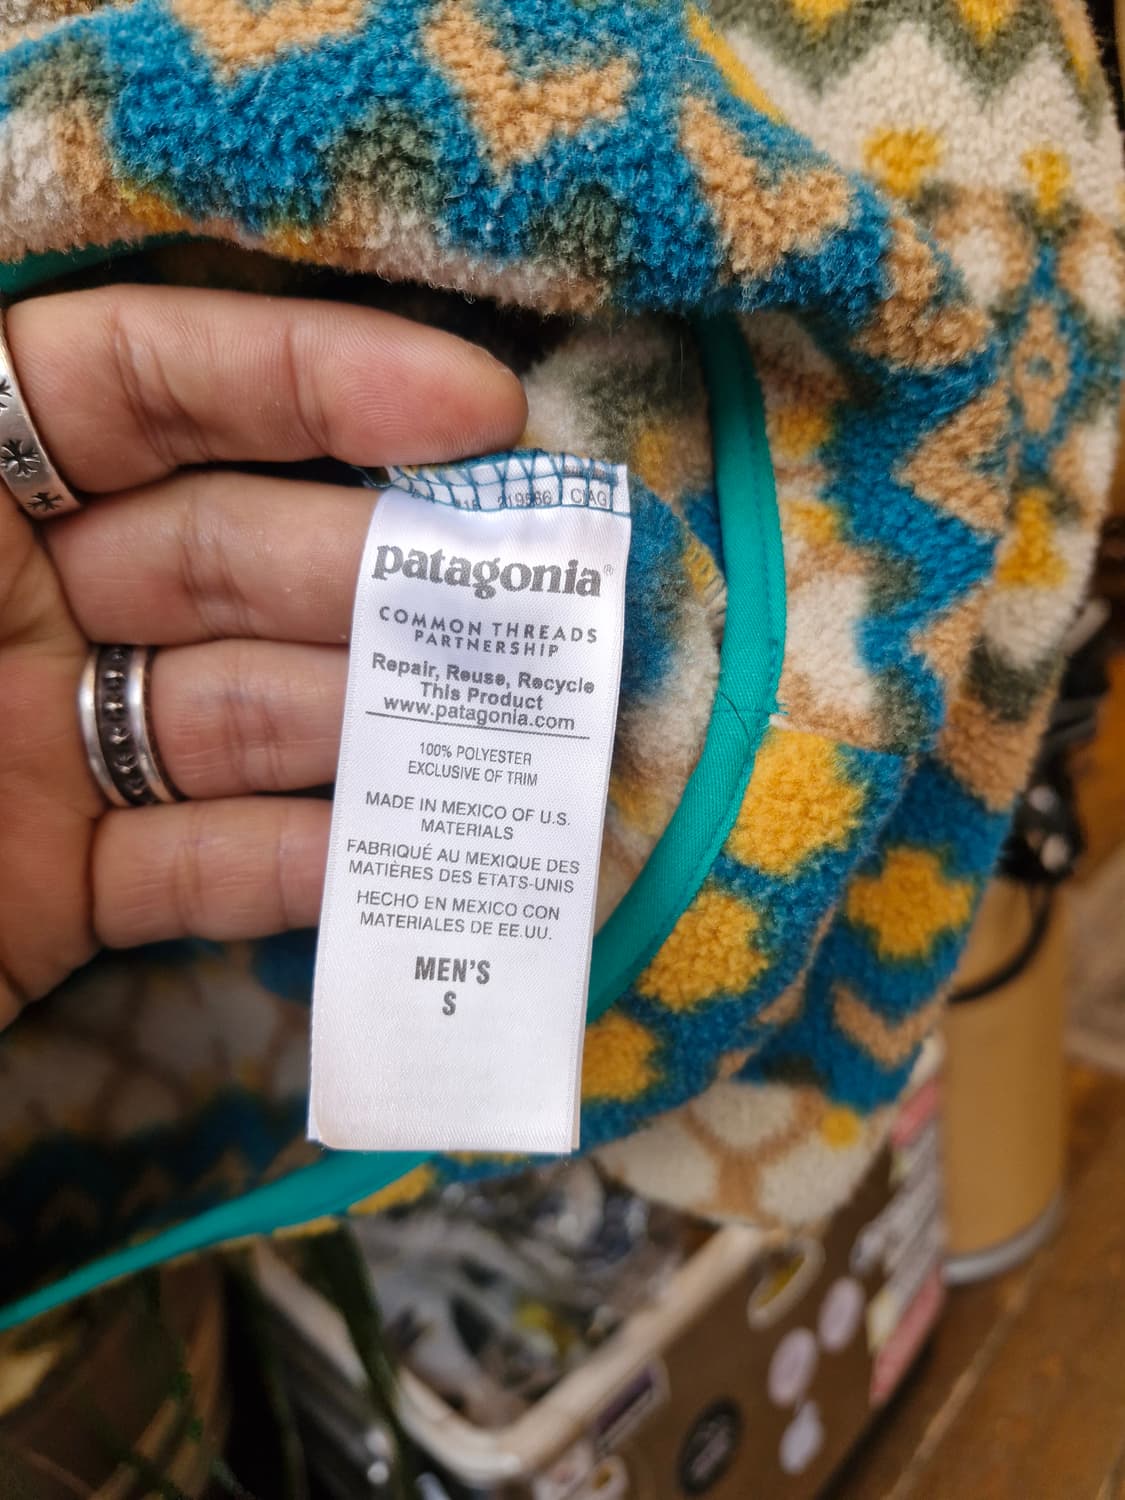 219566 C'AG
patagonia®
COMMON THREADS
PARTNERSHIP
Repair, Reuse, Recycle
This Product
www.patagonia.com
100% POLYESTER
EXCLUSIVE OF TRIM
MADE IN MEXICO OF U.S.
MATERIALS
FABRIQUÉ AU MEXIQUE DES
MATIÈRES DES ETATS-UNIS
HECHO EN MEXICO CON
MATERIALES DE EE.UU.
MEN'S
S